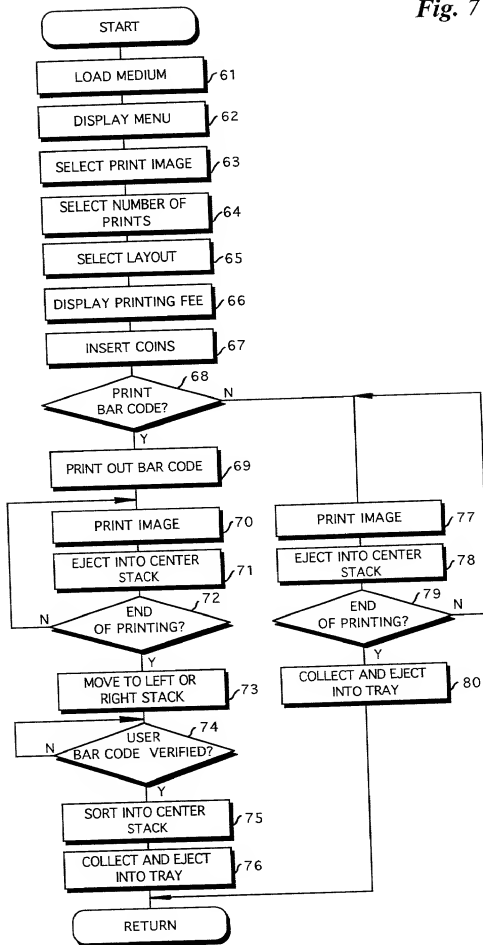 Fig. 7
START
LOAD MEDIUM
61
DISPLAY MENU
62
SELECT PRINT IMAGE
63
SELECT NUMBER OF
PRINTS
64
SELECT LAYOUT
65
DISPLAY PRINTING FEE
66
INSERT COINS
67
68
PRINT
BAR CODE?
N
Y
PRINT OUT BAR CODE
69
PRINT IMAGE
70
EJECT INTO CENTER
STACK
71
72
END
OF PRINTING?
N
Y
MOVE TO LEFT OR
RIGHT STACK
73
74
USER
BAR CODE VERIFIED?
N
Y
SORT INTO CENTER
STACK
75
COLLECT AND EJECT
INTO TRAY
76
RETURN
PRINT IMAGE
77
EJECT INTO CENTER
STACK
78
79
END
OF PRINTING?
N
Y
COLLECT AND EJECT
INTO TRAY
80